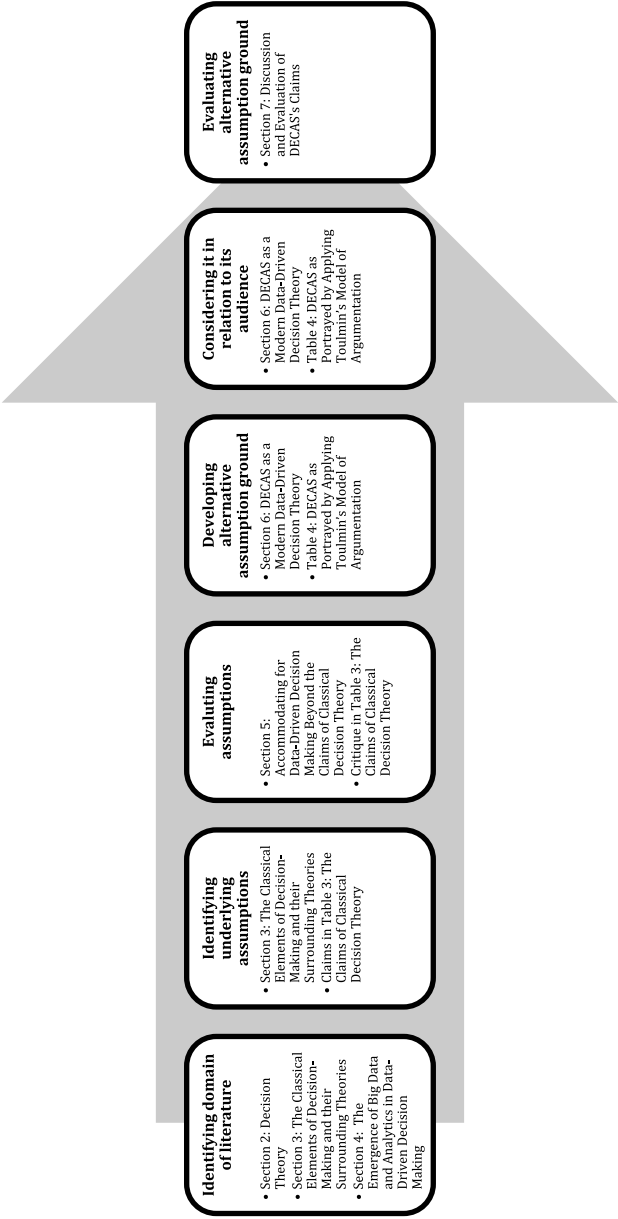 Identifying domain
of literature
• Section 2: Decision
Theory
• Section 3: The Classical
Elements of Decision-
Making and their
Surrounding Theories
• Section 4:  The
Emergence of Big Data
and Analytics in Data-
Driven Decision
Making
Identifying
underlying
assumptions
• Section 3: The Classical
Elements of Decision-
Making and their
Surrounding Theories
• Claims in Table 3: The
Claims of Classical
Decision Theory
Evaluting
assumptions
• Section 5:
Accommodating for
Data-Driven Decision
Making Beyond the
Claims of Classical
Decision Theory
• Critique in Table 3: The
Claims of Classical
Decision Theory
Developing
alternative
assumption ground
• Section 6: DECAS as a
Modern Data-Driven
Decision Theory
• Table 4: DECAS as
Portrayed by Applying
Toulmin's Model of
Argumentation
Considering it in
relation to its
audience
• Section 6: DECAS as a
Modern Data-Driven
Decision Theory
• Table 4: DECAS as
Portrayed by Applying
Toulmin's Model of
Argumentation
Evaluating
alternative
assumption ground
• Section 7: Discussion
and Evaluation of
DECAS's Claims